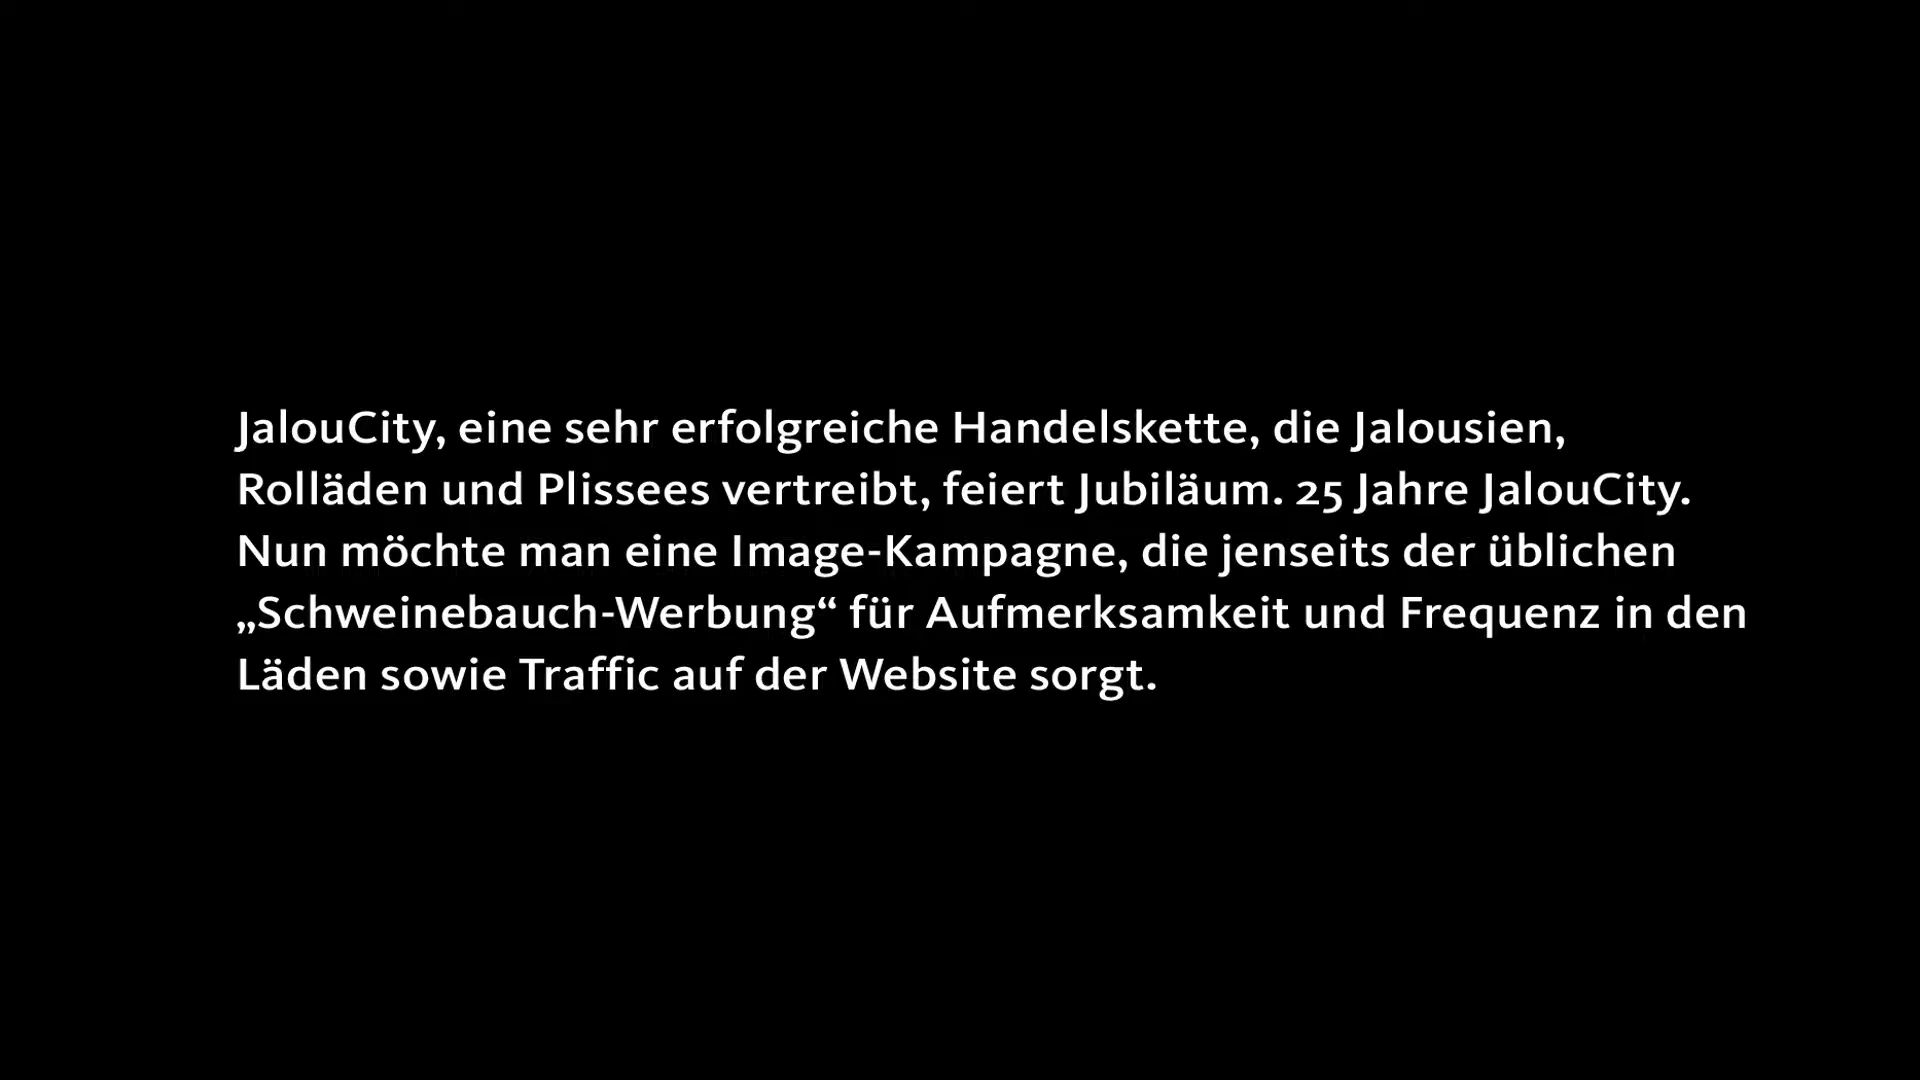 JalouCity, eine sehr erfolgreiche Handelskette, die Jalousien,
Rolläden und Plissees vertreibt, feiert Jubiläum. 25 Jahre JalouCity.
Nun möchte man eine Image-Kampagne, die jenseits der üblichen
„Schweinebauch-Werbung“ für Aufmerksamkeit und Frequenz in den
Läden sowie Traffic auf der Website sorgt.